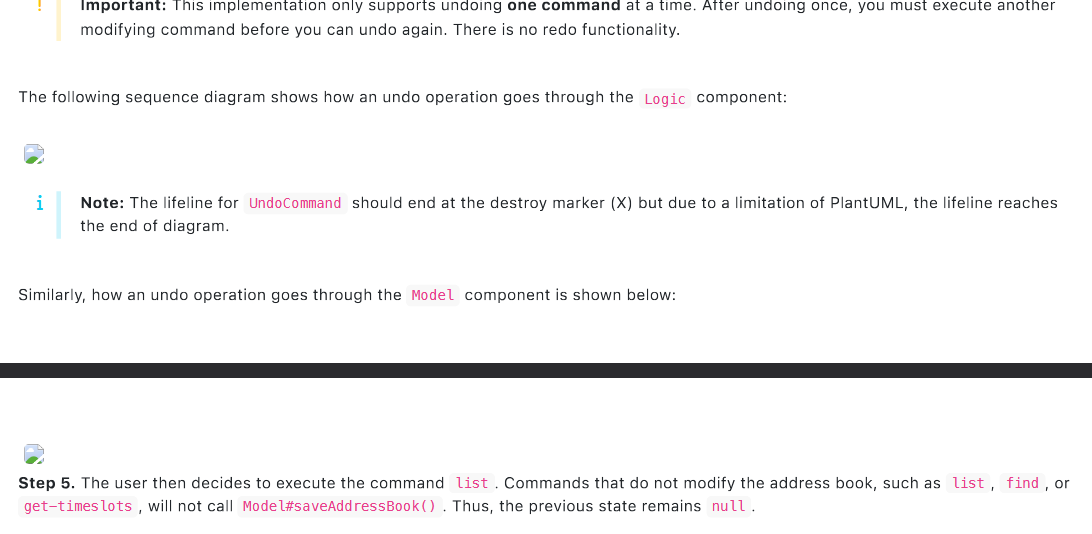 ! Important: This implementation only supports undoing one command at a time. After undoing once, you must execute another
modifying command before you can undo again. There is no redo functionality.
The following sequence diagram shows how an undo operation goes through the Logic component:
i Note: The lifeline for UndoCommand should end at the destroy marker (X) but due to a limitation of PlantUML, the lifeline reaches
the end of diagram.
Similarly, how an undo operation goes through the Model component is shown below:
Step 5. The user then decides to execute the command list. Commands that do not modify the address book, such as list, find, or
get-timeslots, will not call Model#saveAddressBook(). Thus, the previous state remains null.